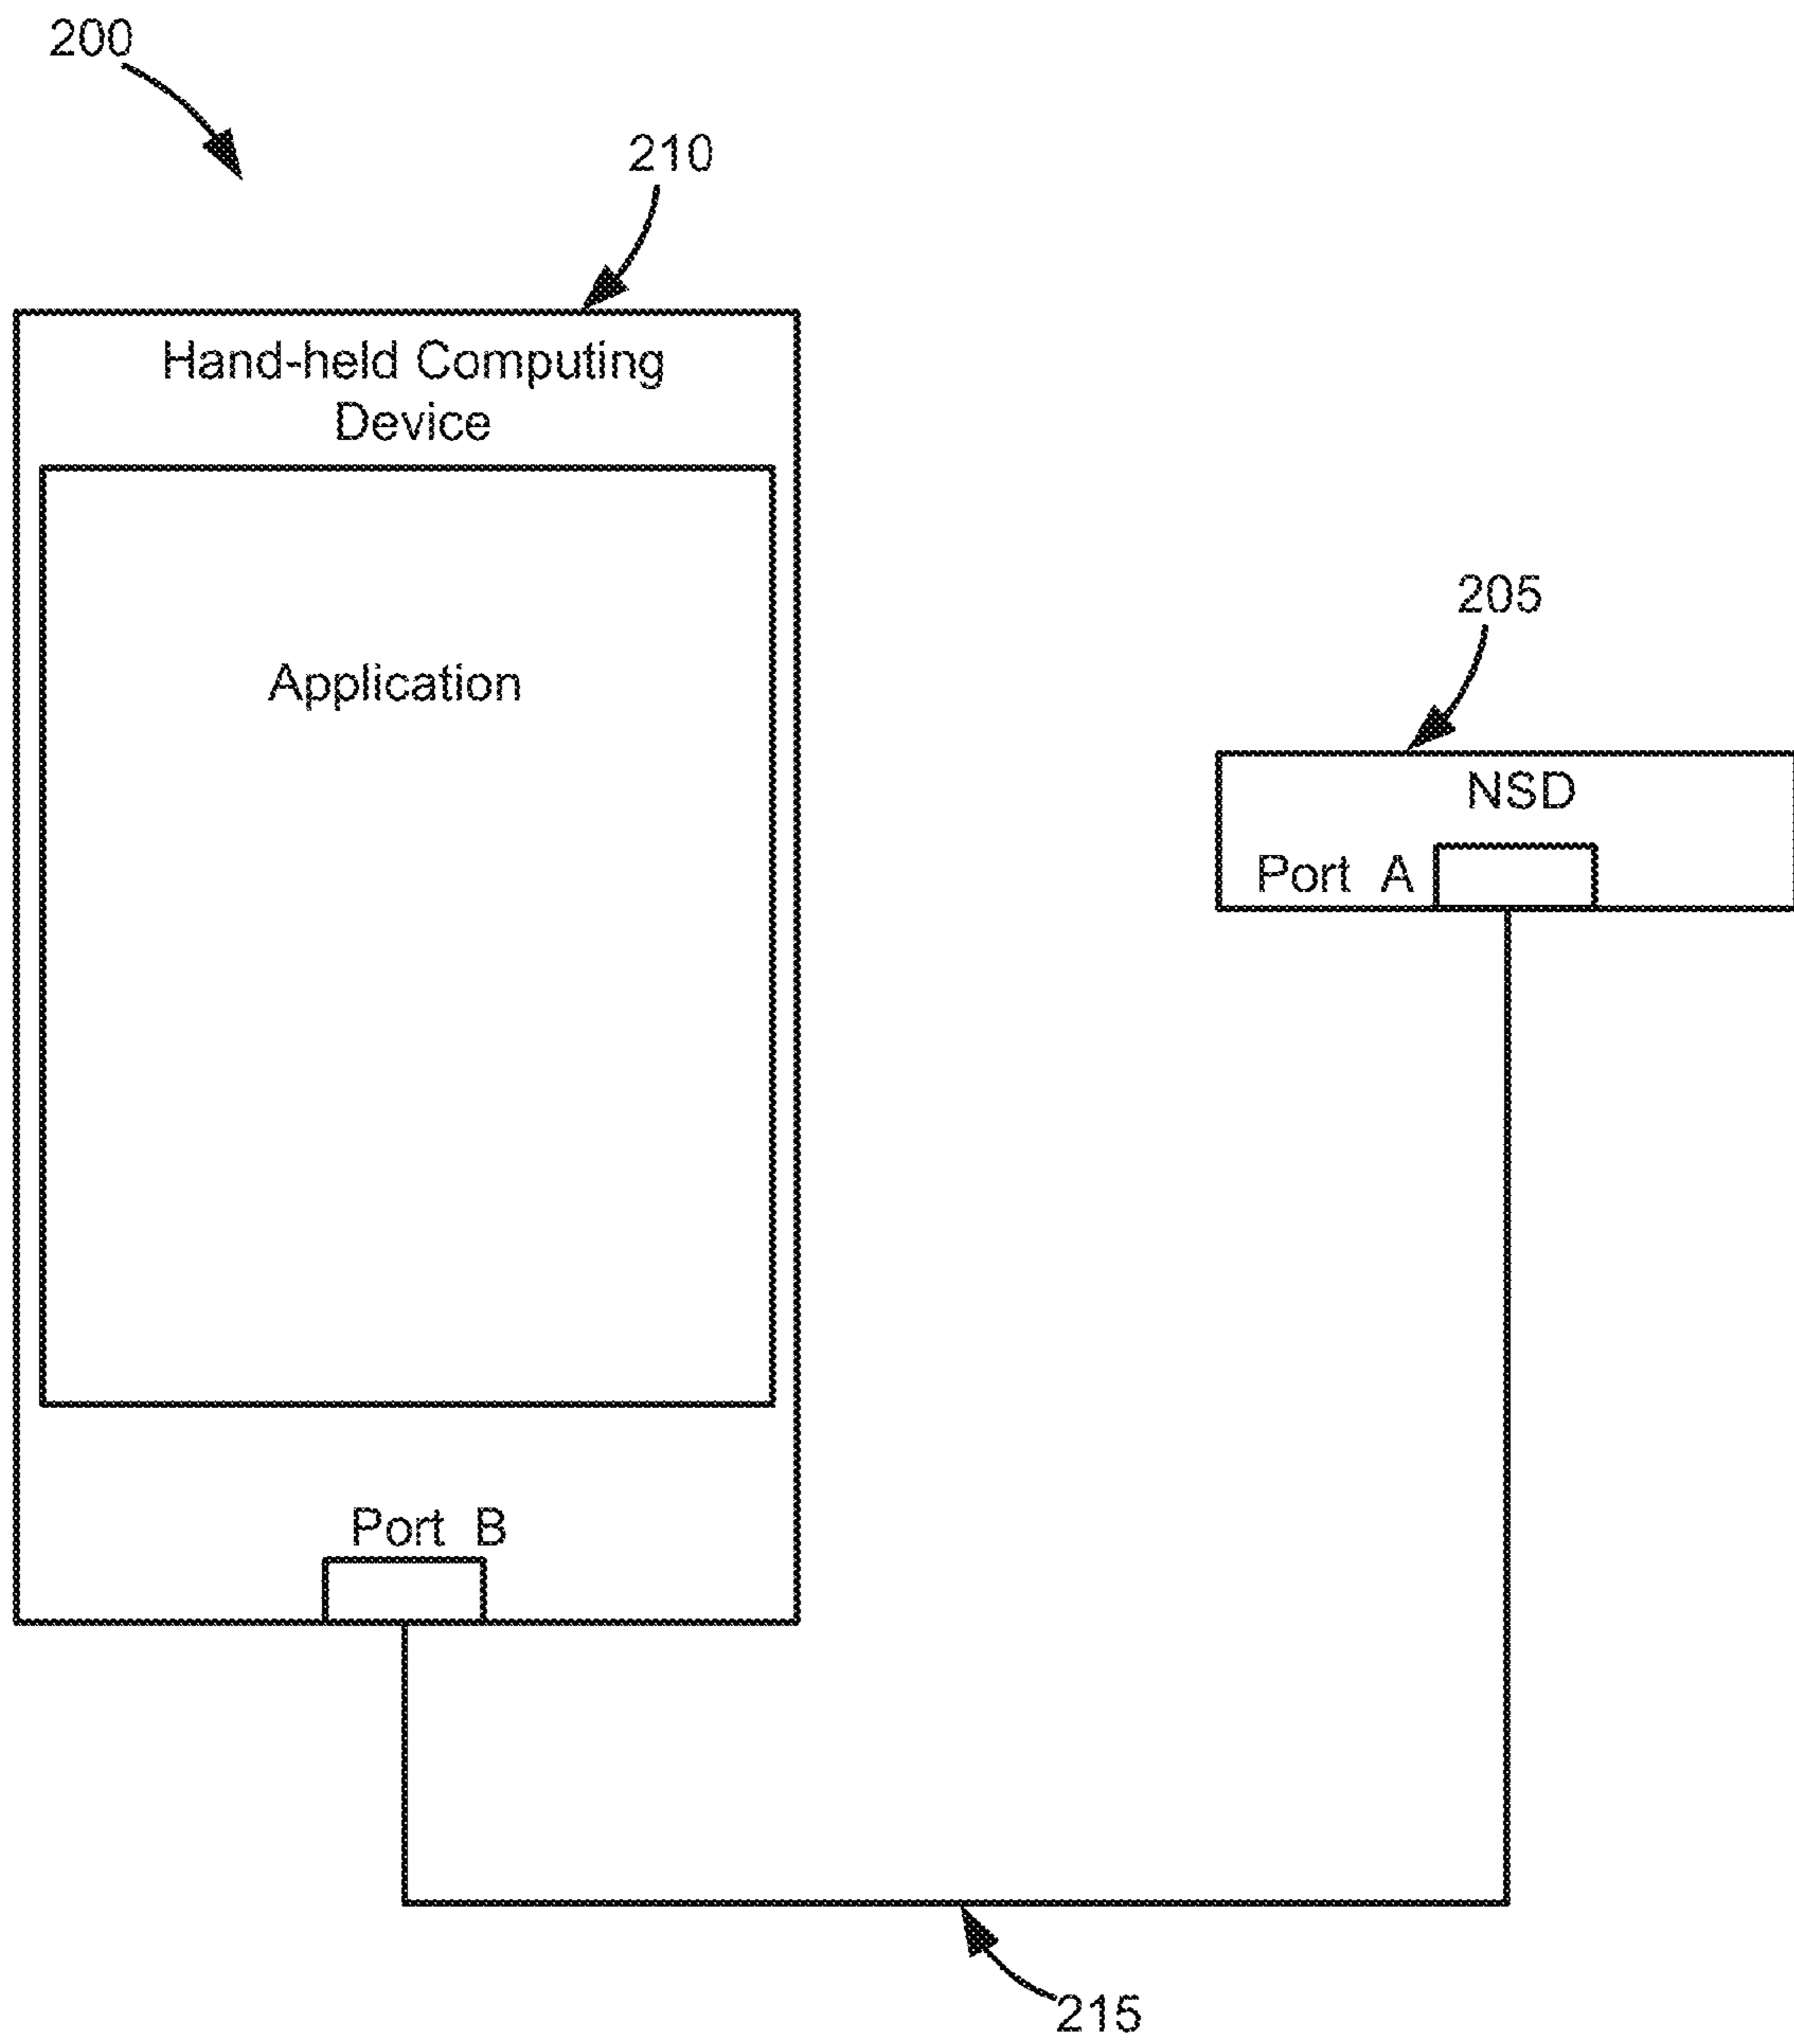 200
210
Hand-held Computing
Device
Application
205
NSD
Port A
Port B
215